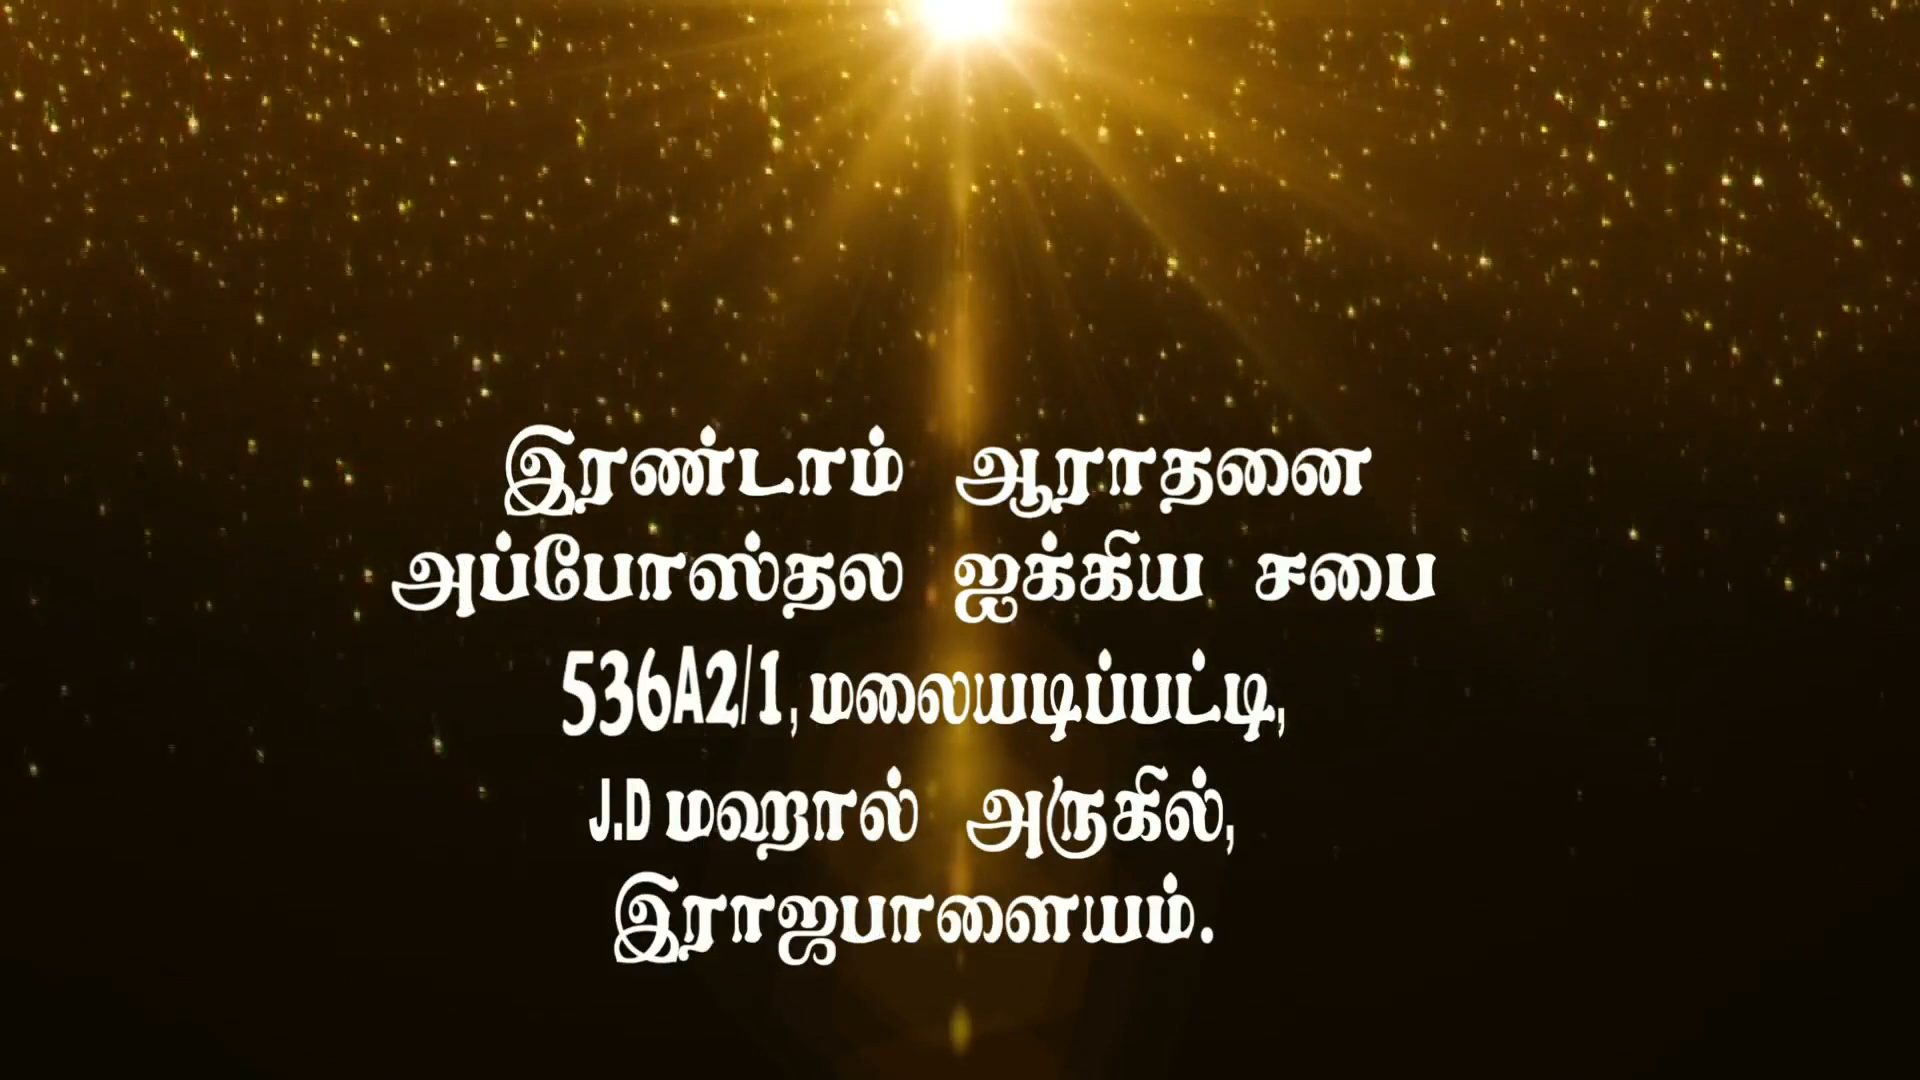 இரண்டாம் ஆராதனை
அப்போஸ்தல ஐக்கிய சபை
536A2/1, மலையடிப்பட்டி,
J.D மஹால் அருகில்,
இராஜபாளையம்.